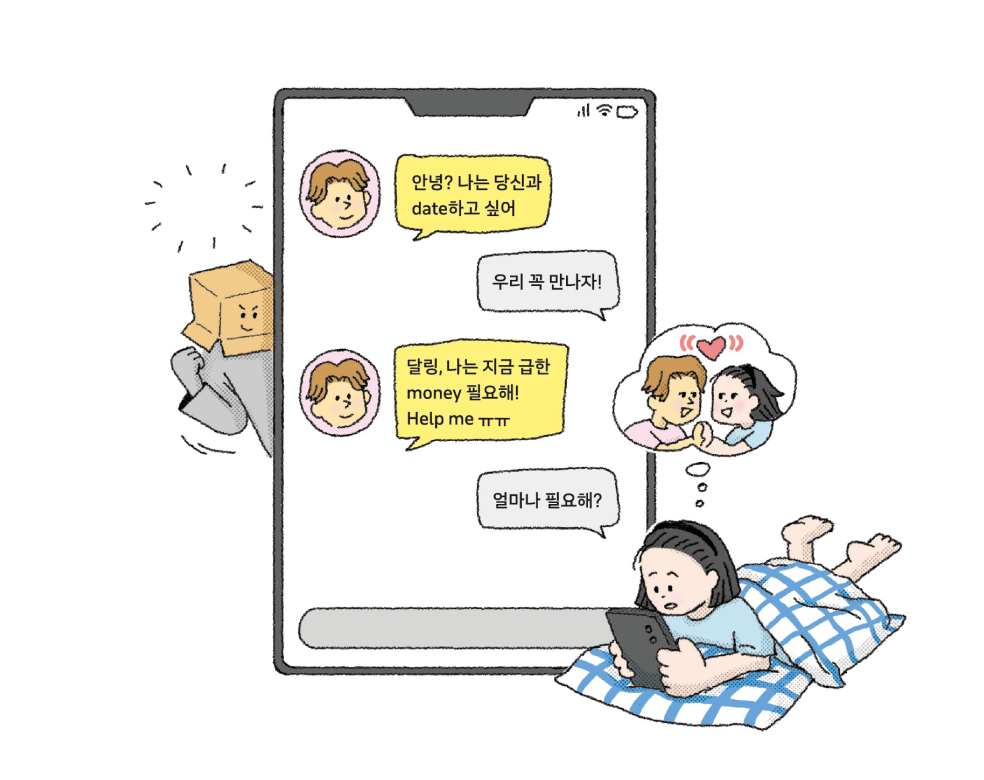 안녕? 나는 당신과
date하고 싶어
우리 꼭 만나자!
달링, 나는 지금 급한
money 필요해!
Help me ㅠㅠ
얼마나 필요해?